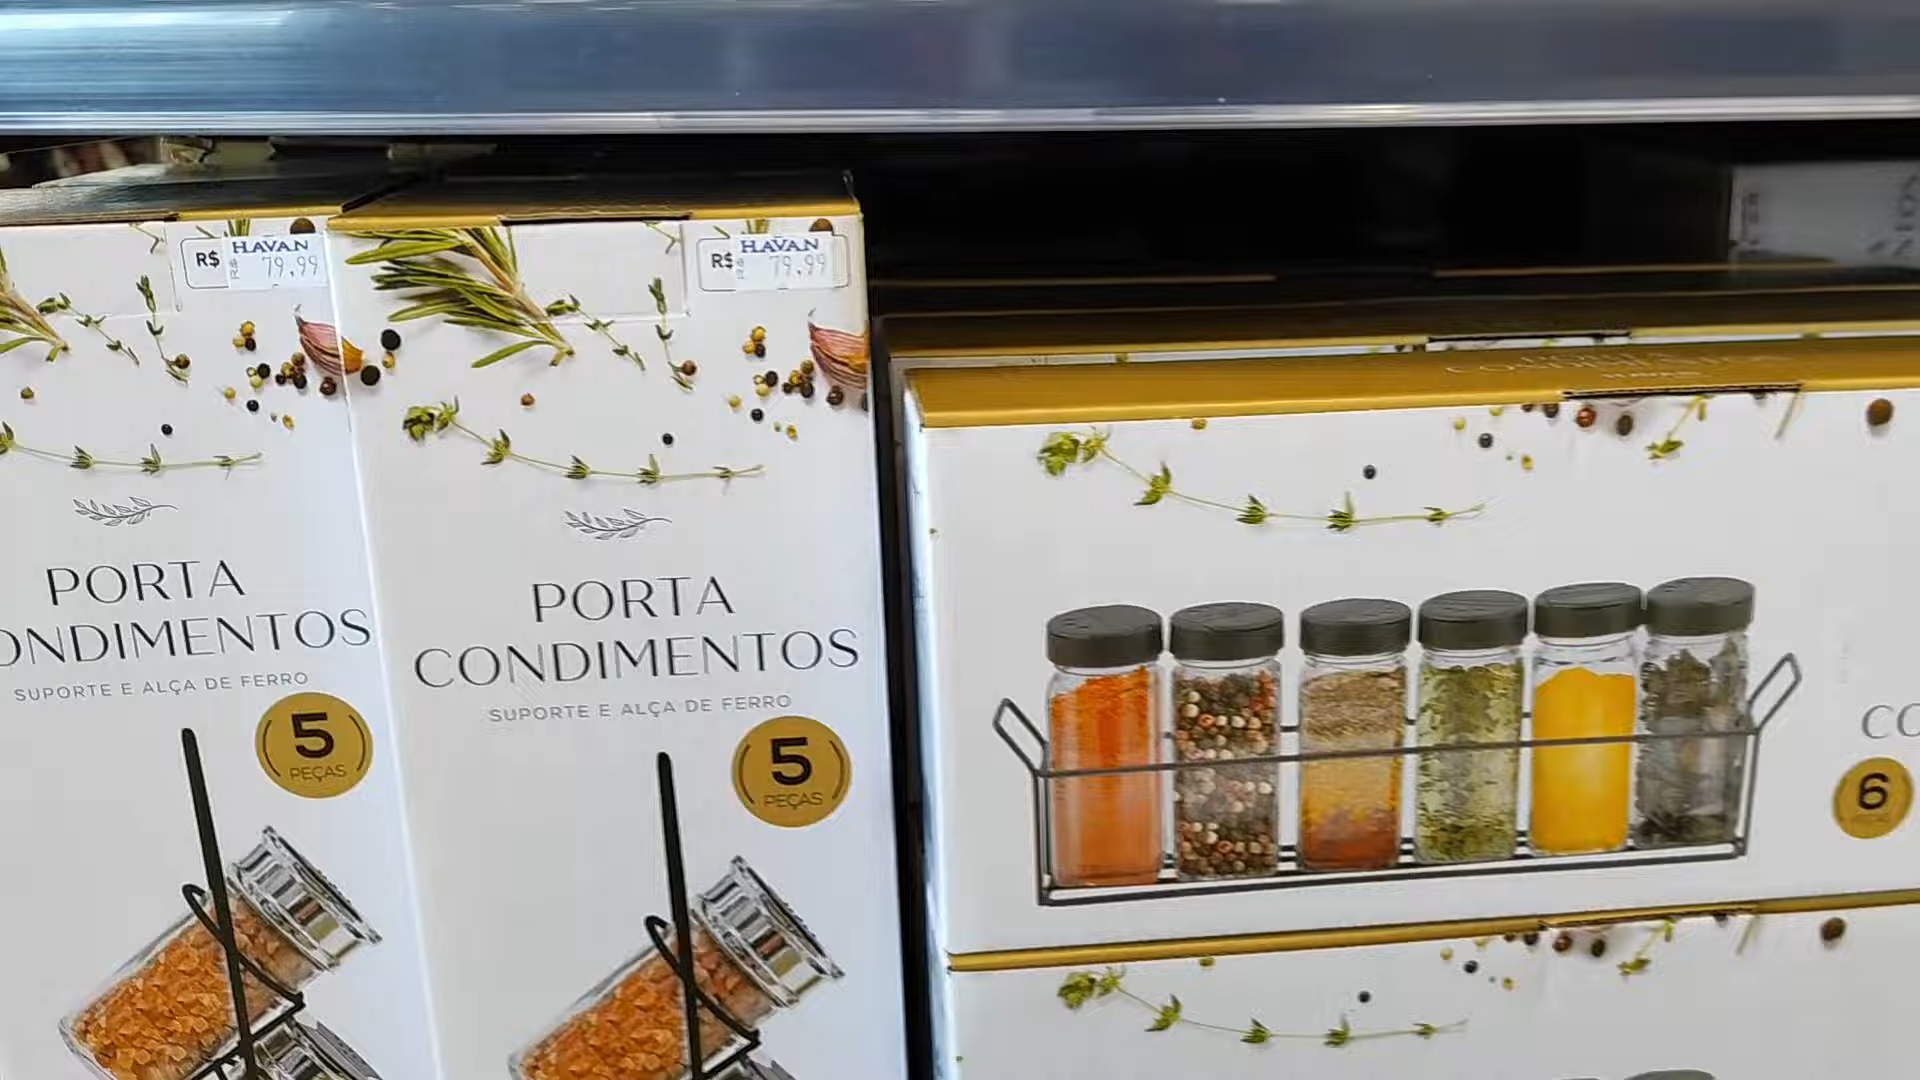 HAVAN
R$ R$ 79,99
HAVAN
R$ R$ 79,99
PORTA
ONDIMENTOS
SUPORTE E ALÇA DE FERRO
5
PEÇAS
PORTA
CONDIMENTOS
SUPORTE E ALÇA DE FERRO
5
PEÇAS
CO
6